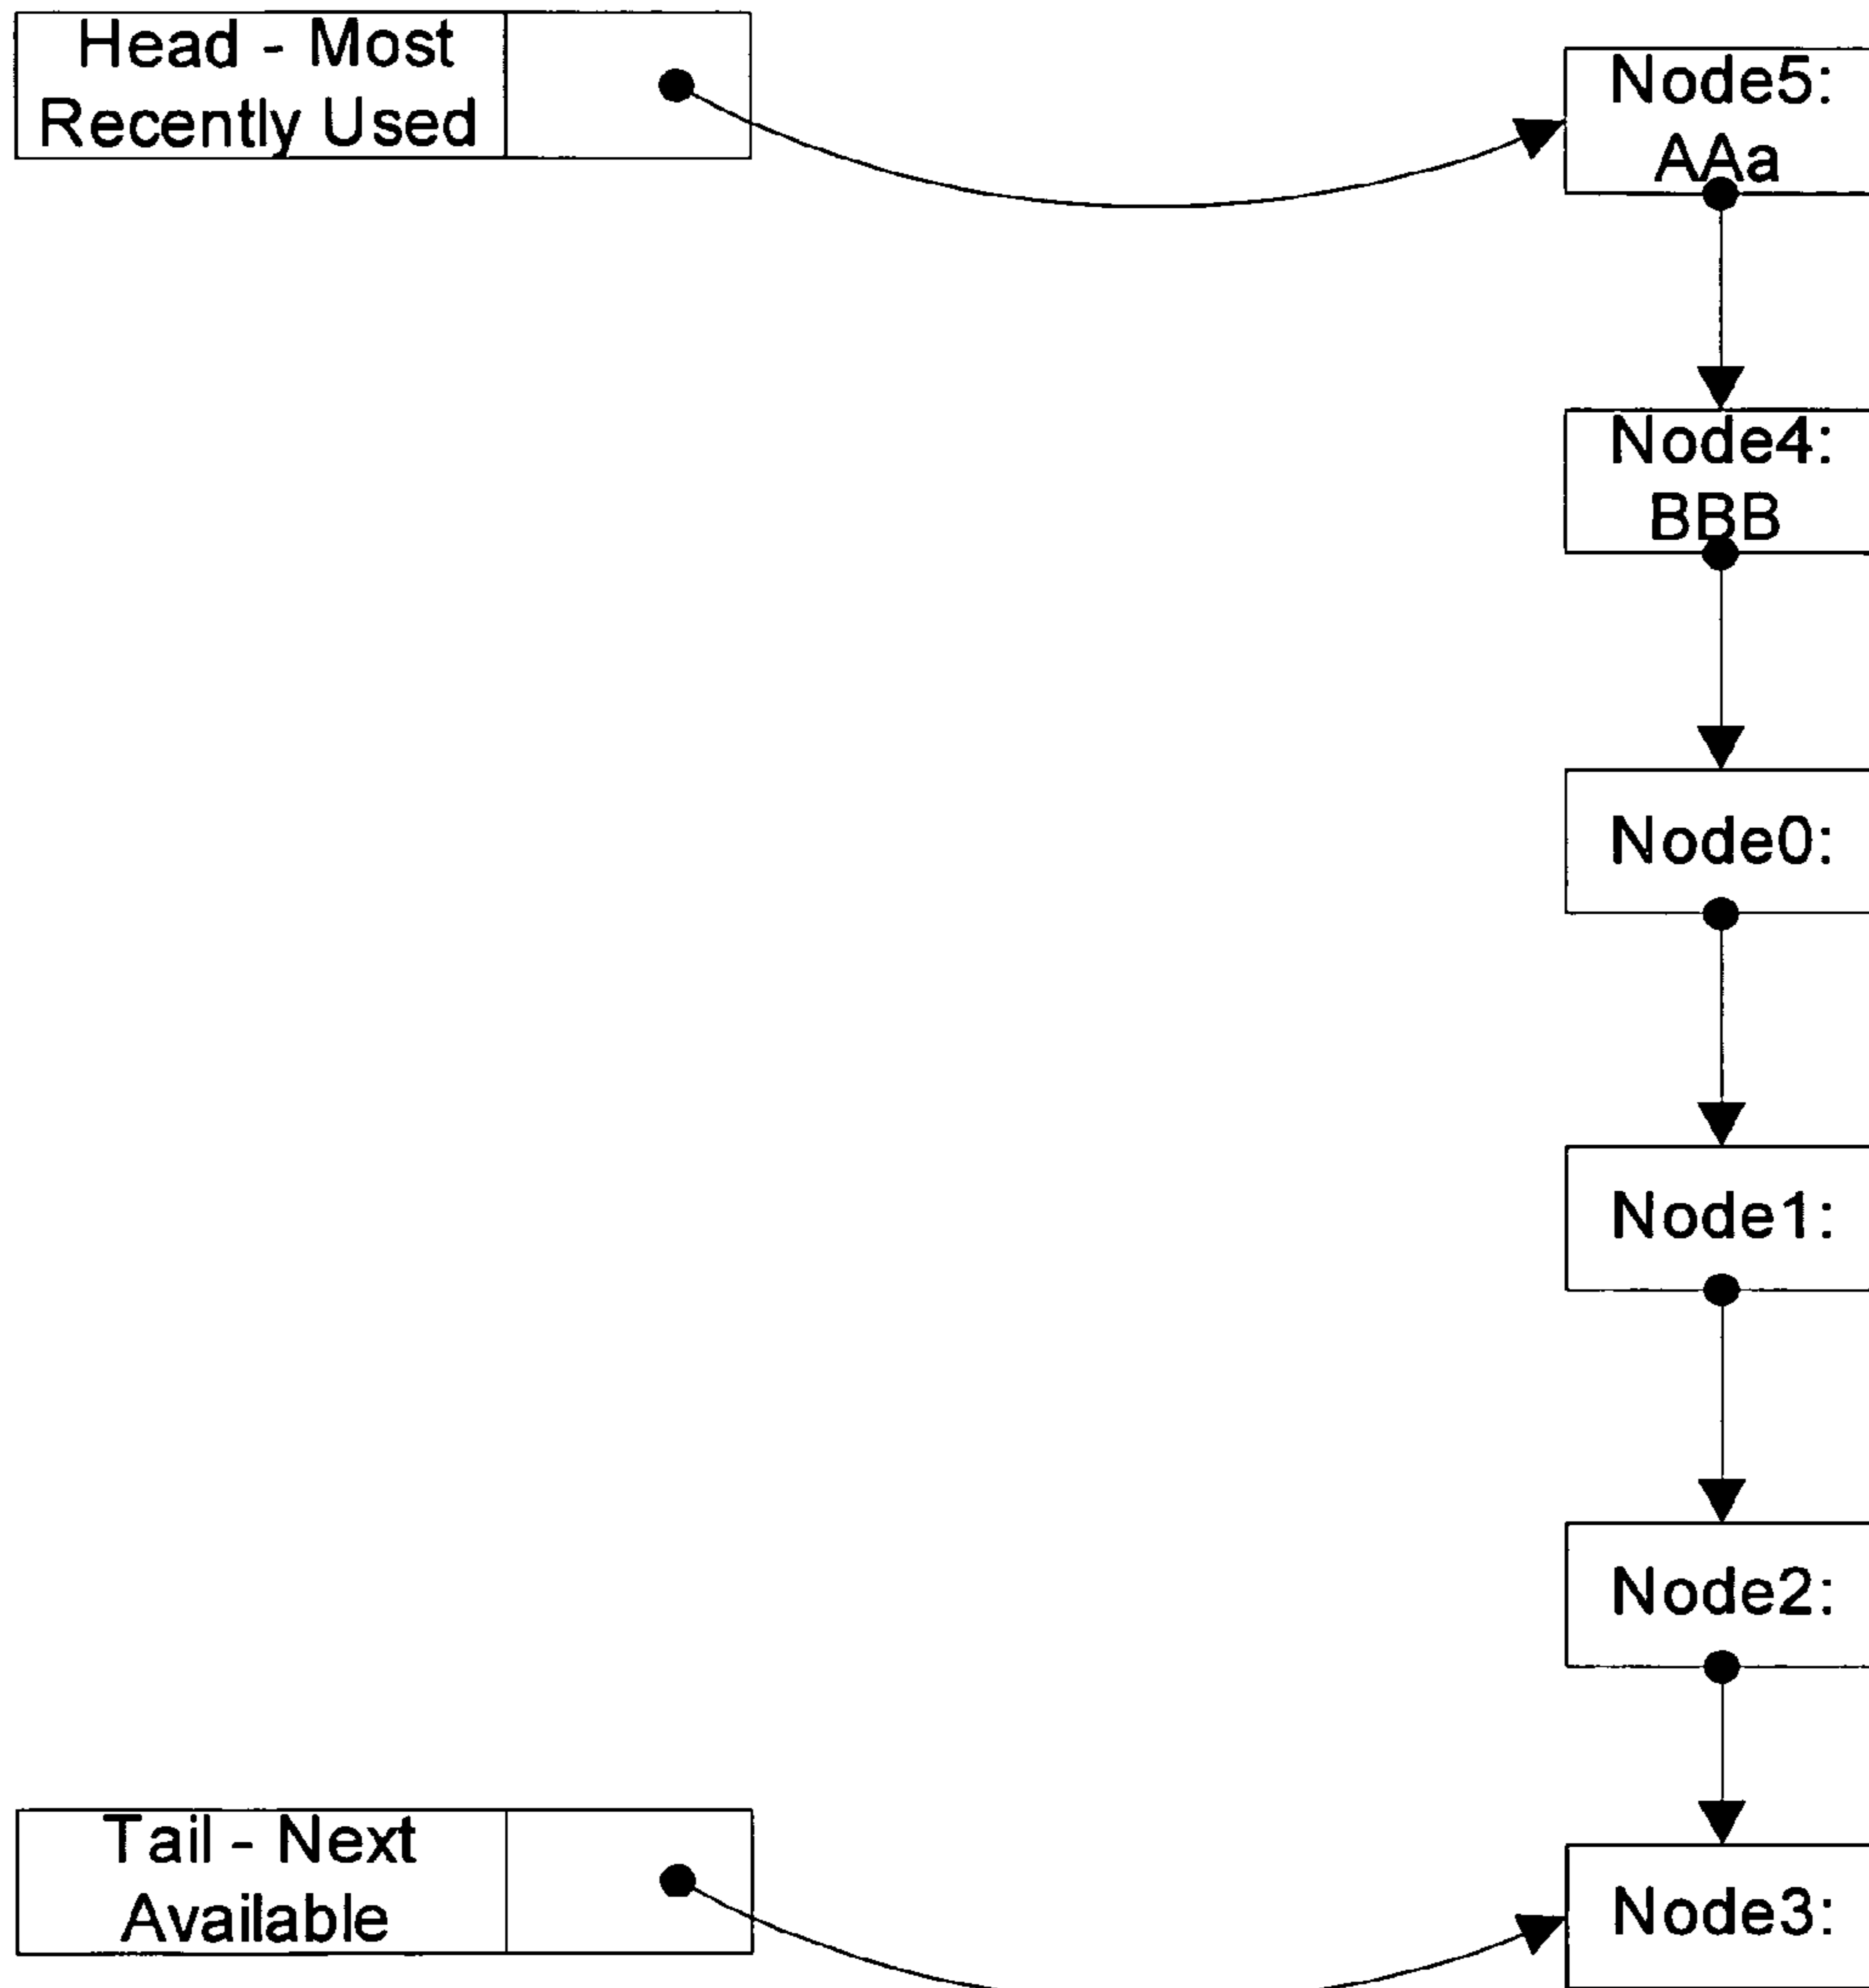 Head - Most
Recently Used
Node5:
AAa
Node4:
BBB
Node0:
Node1:
Node2:
Tail - Next
Available
Node3: